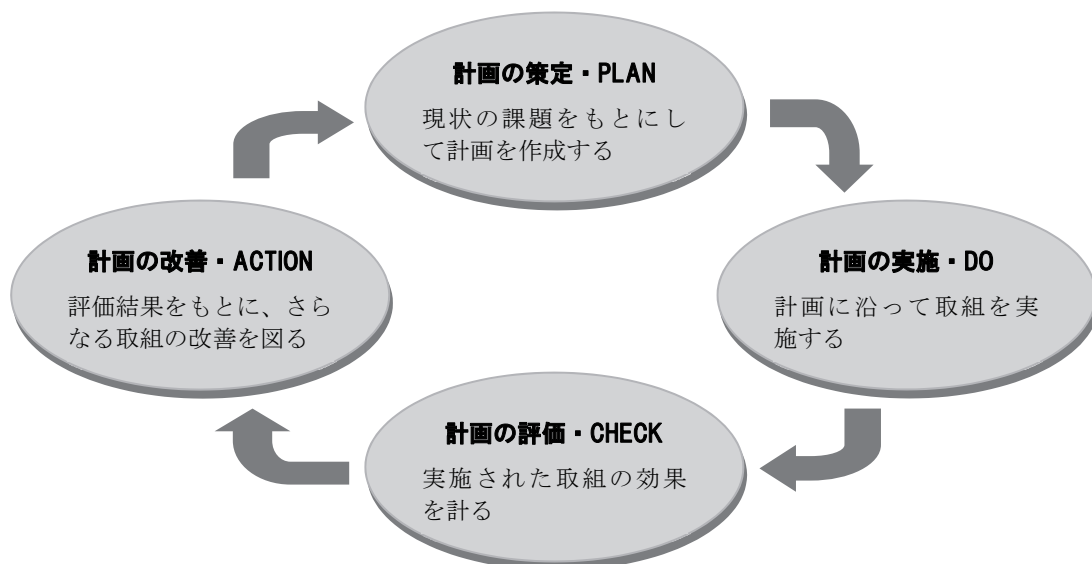 計画の策定・PLAN
現状の課題をもとにし
て計画を作成する
計画の実施・DO
計画に沿って取組を実
施する
計画の評価・CHECK
実施された取組の効果
を計る
計画の改善・ACTION
評価結果をもとに、さら
なる取組の改善を図る